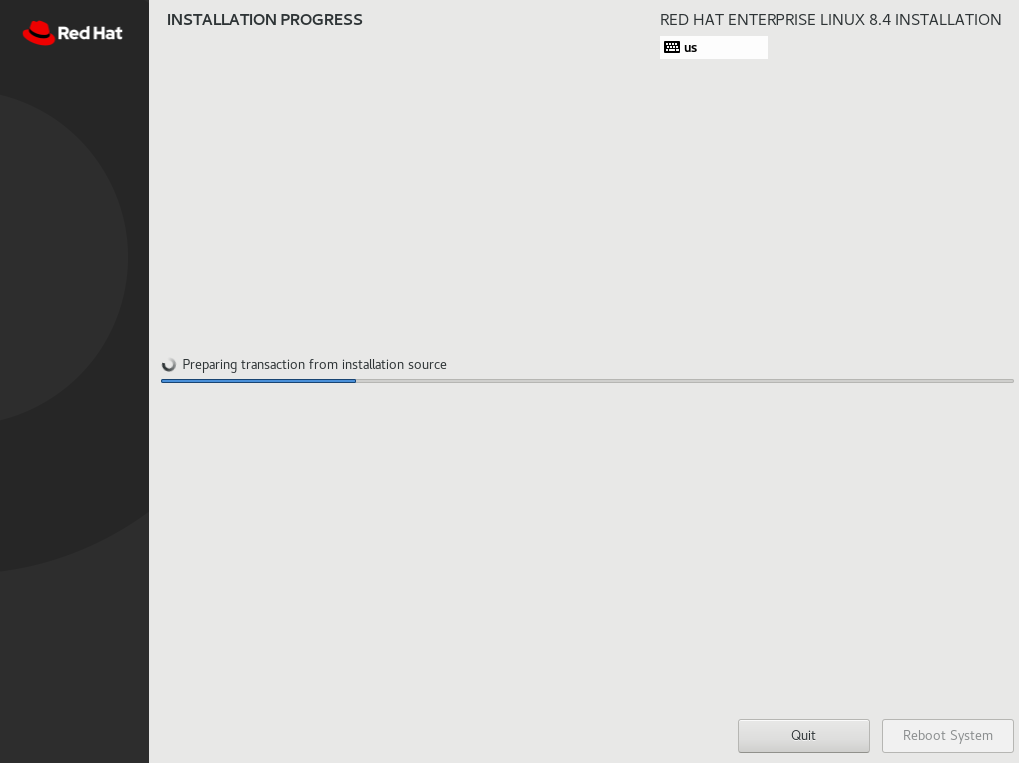 Red Hat
INSTALLATION PROGRESS
RED HAT ENTERPRISE LINUX 8.4 INSTALLATION
us
Preparing transaction from installation source
Quit
Reboot System